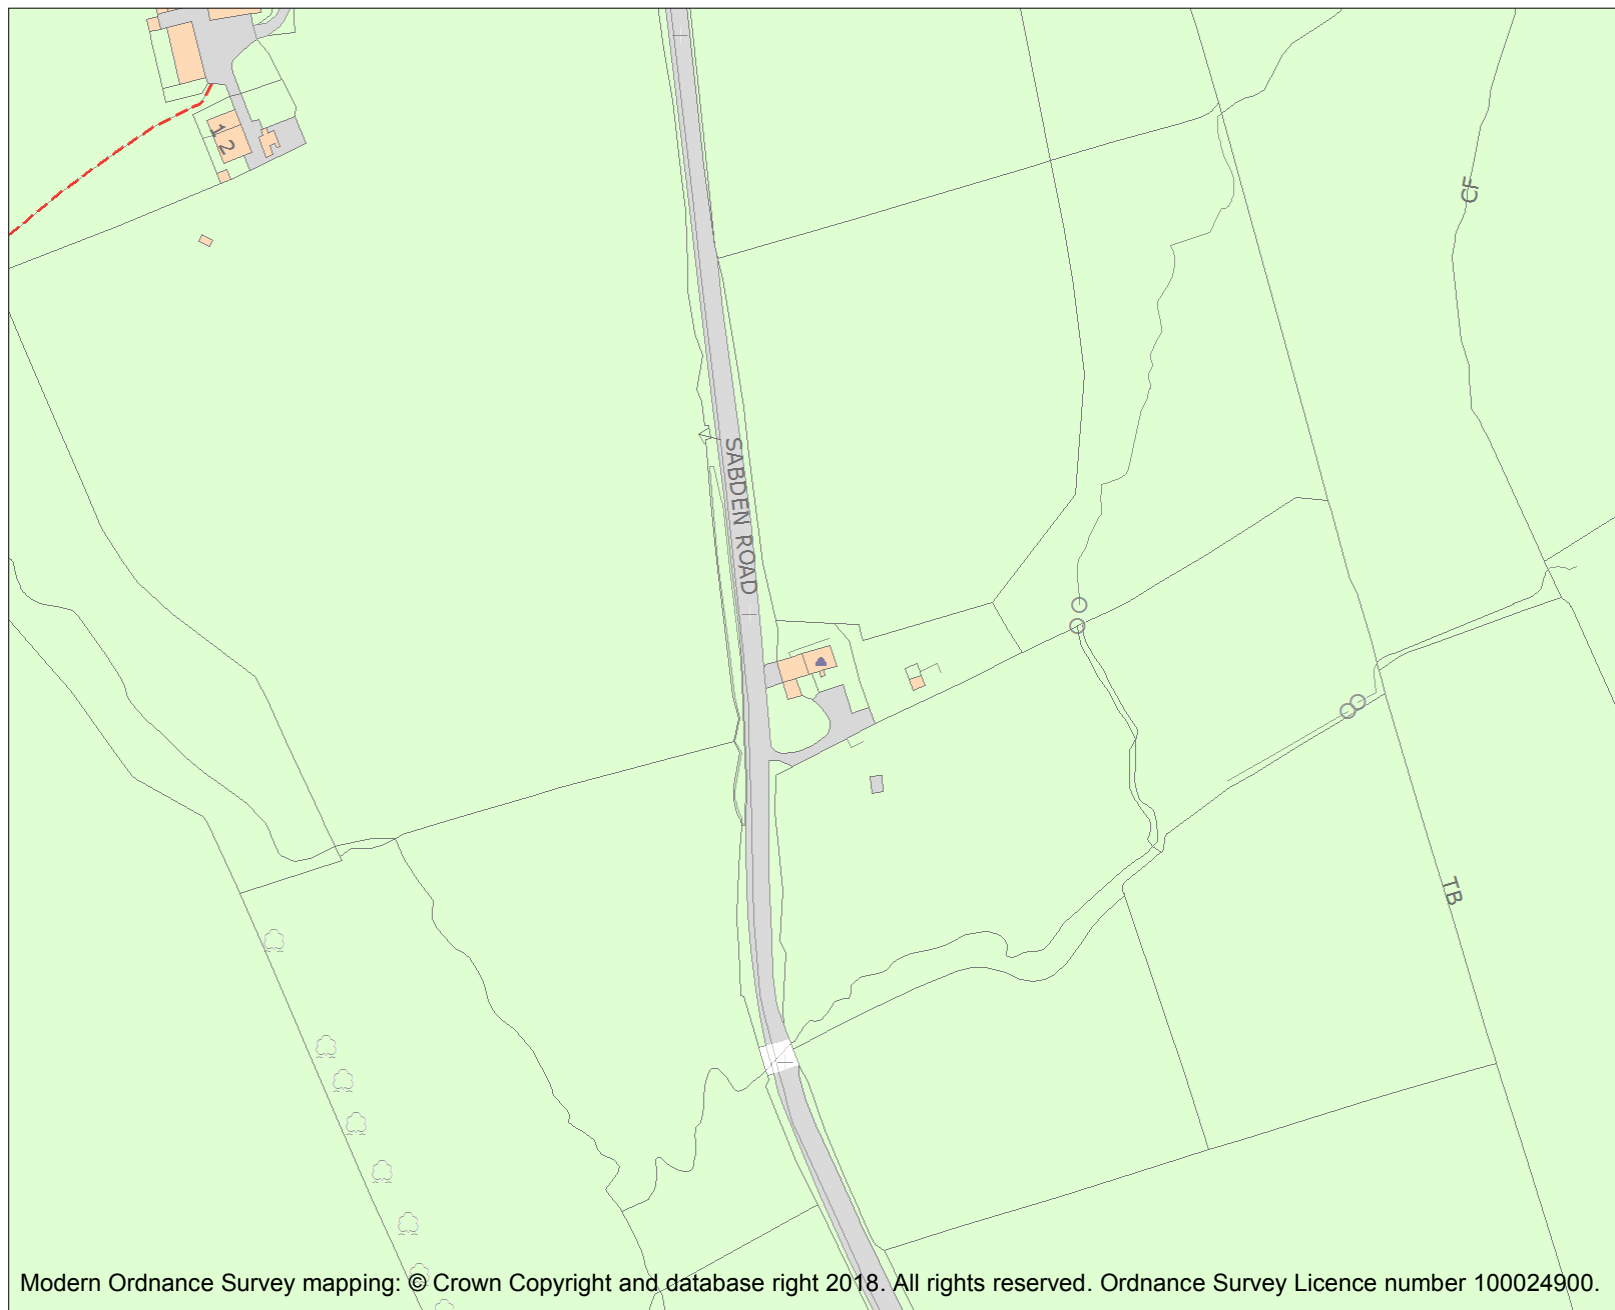 1
2
CF
SABDEN ROAD
TB
Modern Ordnance Survey mapping: © Crown Copyright and database right 2018. All rights reserved. Ordnance Survey Licence number 100024900.